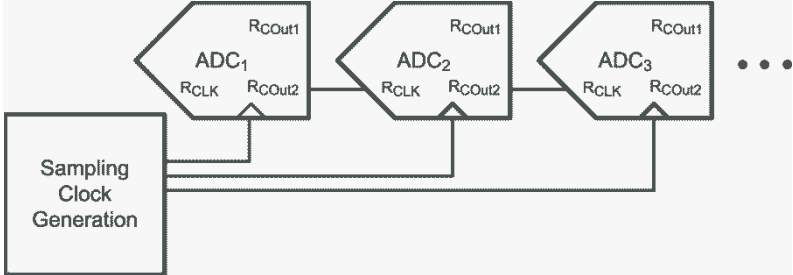 RCOut1
ADC1
RCLK RCOut2
RCOut1
ADC2
RCLK RCOut2
RCOut1
ADC3
RCLK RCOut2
Sampling
Clock
Generation